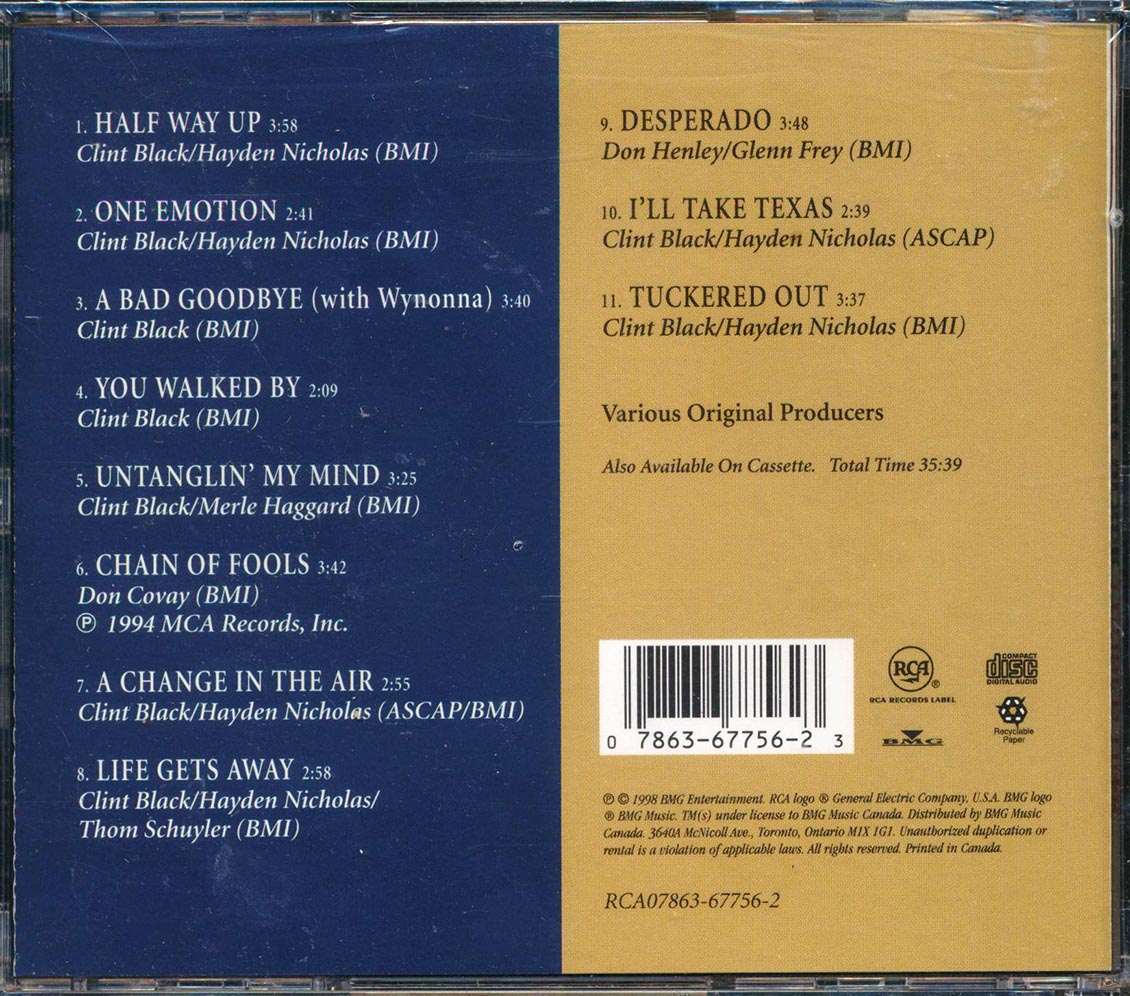 1. HALF WAY UP 3:58
Clint Black/Hayden Nicholas (BMI)
2. ONE EMOTION 2:41
Clint Black/Hayden Nicholas (BMI)
3. A BAD GOODBYE (with Wynonna) 3:40
Clint Black (BMI)
4. YOU WALKED BY 2:09
Clint Black (BMI)
5. UNTANGLIN' MY MIND 3:25
Clint Black/Merle Haggard (BMI)
6. CHAIN OF FOOLS 3:42
Don Covay (BMI)
℗ 1994 MCA Records, Inc.
7. A CHANGE IN THE AIR 2:55
Clint Black/Hayden Nicholas (ASCAP/BMI)
8. LIFE GETS AWAY 2:58
Clint Black/Hayden Nicholas/
Thom Schuyler (BMI)
9. DESPERADO 3:48
Don Henley/Glenn Frey (BMI)
10. I'LL TAKE TEXAS 2:39
Clint Black/Hayden Nicholas (ASCAP)
11. TUCKERED OUT 3:37
Clint Black/Hayden Nicholas (BMI)
Various Original Producers
Also Available On Cassette. Total Time 35:39
0 7863-67756-2 3
RCA ®
RCA RECORDS LABEL
BMG
COMPACT
disc
DIGITAL AUDIO
Recyclable
Paper
℗ © 1998 BMG Entertainment. RCA logo ® General Electric Company, U.S.A. BMG logo
® BMG Music. TM(s) under license to BMG Music Canada. Distributed by BMG Music
Canada. 3640A McNicoll Ave., Toronto, Ontario M1X 1G1. Unauthorized duplication or
rental is a violation of applicable laws. All rights reserved. Printed in Canada.
RCA07863-67756-2